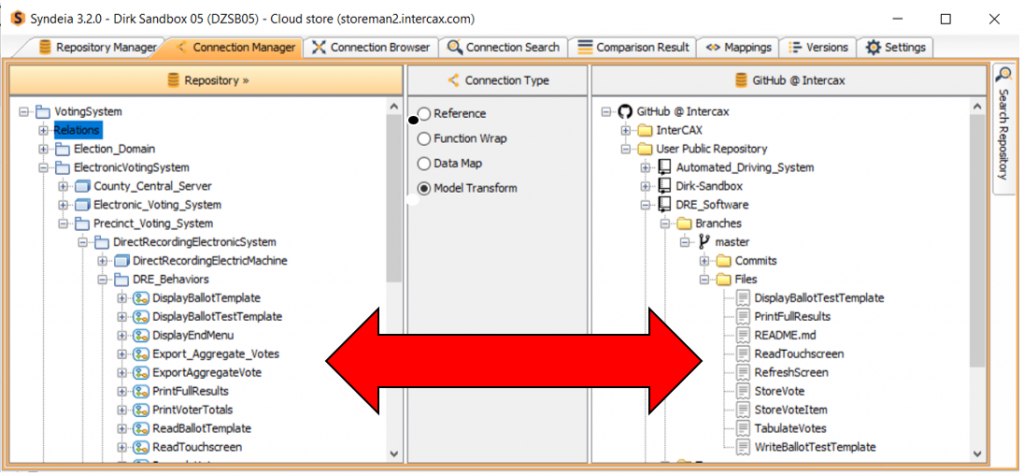 Syndeia 3.2.0 - Dirk Sandbox 05 (DZSB05) - Cloud store (storeman2.intercax.com)
Repository Manager Connection Manager Connection Browser Connection Search Comparison Result Mappings Versions Settings
Repository »
VotingSystem
Relations
Election_Domain
ElectronicVotingSystem
County_Central_Server
Electronic_Voting_System
Precinct_Voting_System
DirectRecordingElectronicSystem
DirectRecordingElectricMachine
DRE_Behaviors
DisplayBallotTemplate
DisplayBallotTestTemplate
DisplayEndMenu
Export_Aggregate_Votes
ExportAggregateVote
PrintFullResults
PrintVoterTotals
ReadBallotTemplate
ReadTouchscreen
Connection Type
Reference
Function Wrap
Data Map
Model Transform
GitHub @ Intercax
GitHub @ Intercax
InterCAX
User Public Repository
Automated_Driving_System
Dirk-Sandbox
DRE_Software
Branches
master
Commits
Files
DisplayBallotTestTemplate
PrintFullResults
README.md
ReadTouchscreen
RefreshScreen
StoreVote
StoreVoteItem
TabulateVotes
WriteBallotTestTemplate
Search Repository